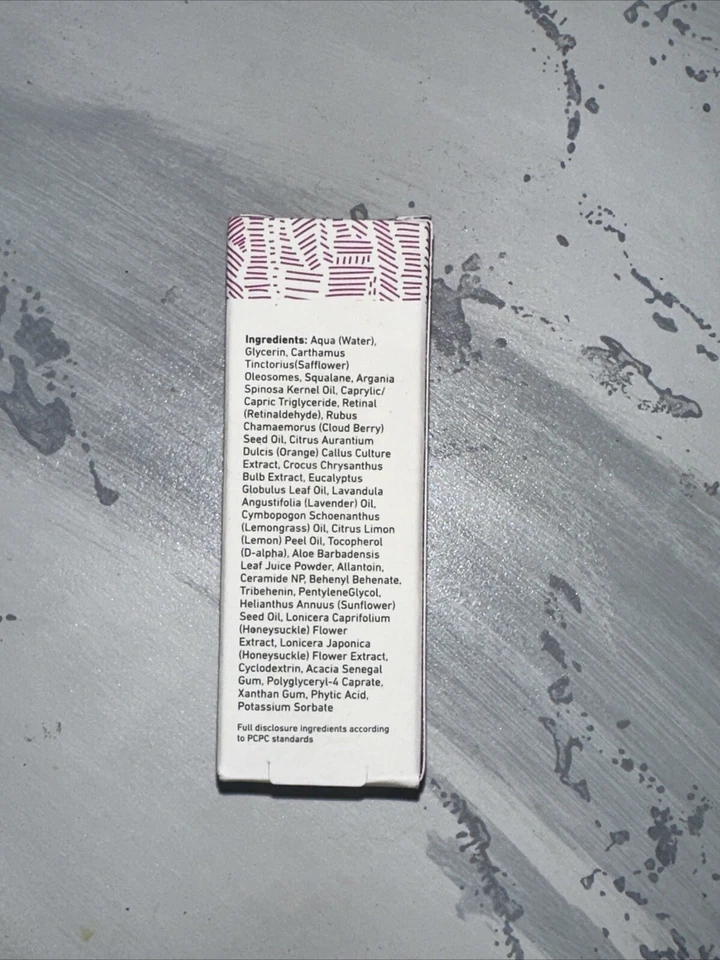 Ingredients: Aqua (Water),
Glycerin, Carthamus
Tinctorius(Safflower)
Oleosomes, Squalane, Argania
Spinosa Kernel Oil, Caprylic/
Capric Triglyceride, Retinal
(Retinaldehyde), Rubus
Chamaemorus (Cloud Berry)
Seed Oil, Citrus Aurantium
Dulcis (Orange) Callus Culture
Extract, Crocus Chrysanthus
Bulb Extract, Eucalyptus
Globulus Leaf Oil, Lavandula
Angustifolia (Lavender) Oil,
Cymbopogon Schoenanthus
(Lemongrass) Oil, Citrus Limon
(Lemon) Peel Oil, Tocopherol
(D-alpha), Aloe Barbadensis
Leaf Juice Powder, Allantoin,
Ceramide NP, Behenyl Behenate,
Tribehenin, PentyleneGlycol,
Helianthus Annuus (Sunflower)
Seed Oil, Lonicera Caprifolium
(Honeysuckle) Flower
Extract, Lonicera Japonica
(Honeysuckle) Flower Extract,
Cyclodextrin, Acacia Senegal
Gum, Polyglyceryl-4 Caprate,
Xanthan Gum, Phytic Acid,
Potassium Sorbate
Full disclosure ingredients according
to PCPC standards